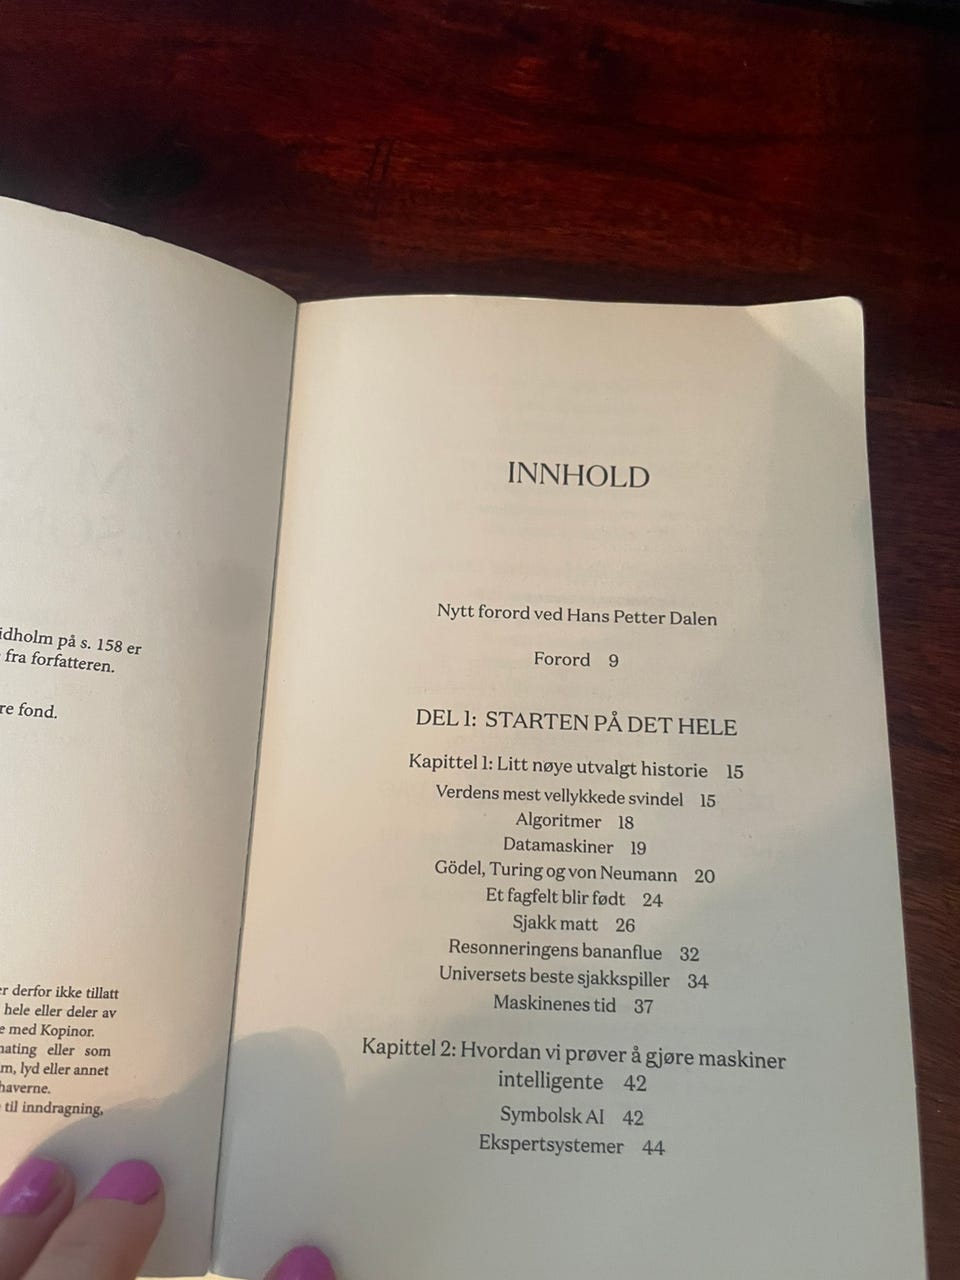 idholm på s. 158 er
fra forfatteren.
re fond.
er derfor ikke tillatt
hele eller deler av
e med Kopinor.
nating eller som
m, lyd eller annet
haverne.
til inndragning,
INNHOLD
Nytt forord ved Hans Petter Dalen
Forord 9
DEL 1: STARTEN PÅ DET HELE
Kapittel 1: Litt nøye utvalgt historie 15
Verdens mest vellykkede svindel 15
Algoritmer 18
Datamaskiner 19
Gödel, Turing og von Neumann 20
Et fagfelt blir født 24
Sjakk matt 26
Resonneringens bananflue 32
Universets beste sjakkspiller 34
Maskinenes tid 37
Kapittel 2: Hvordan vi prøver å gjøre maskiner
intelligente 42
Symbolsk AI 42
Ekspertsystemer 44